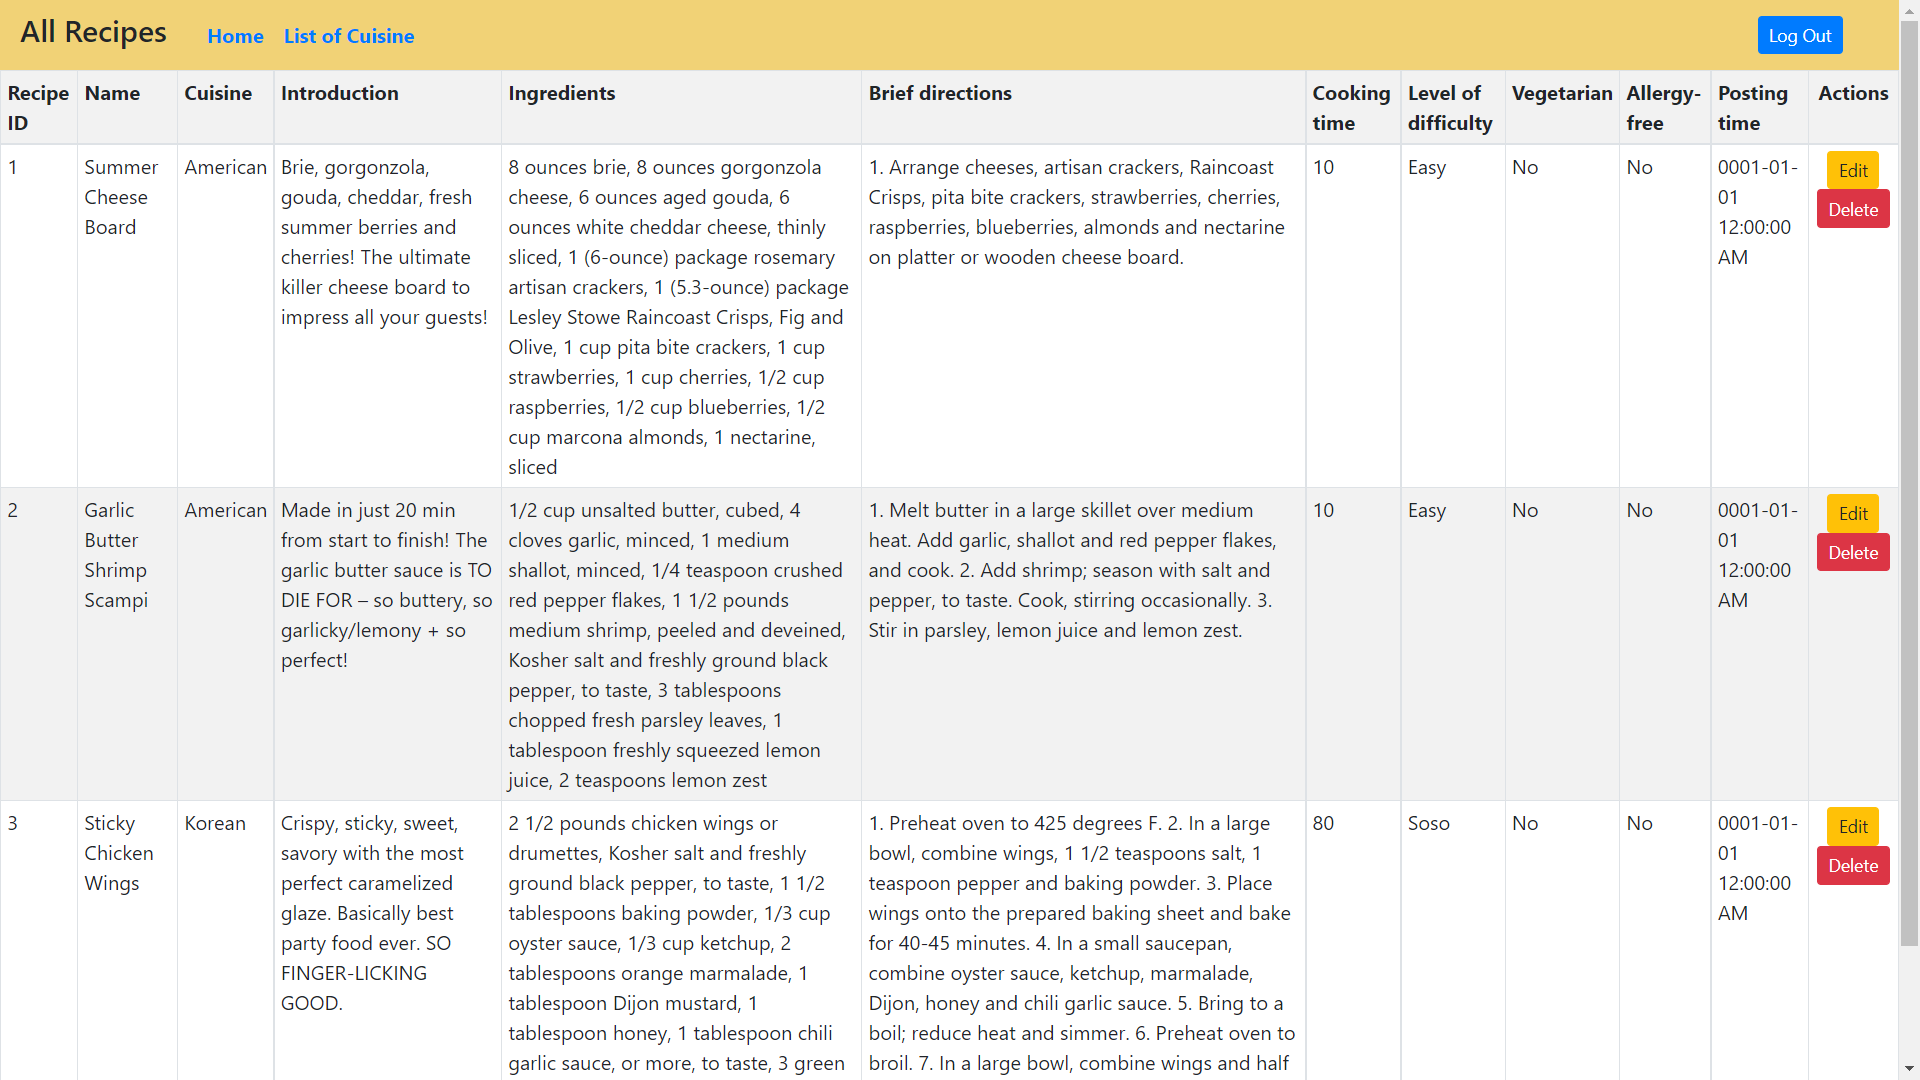 All Recipes Home List of Cuisine Log Out
Recipe ID Name Cuisine Introduction Ingredients Brief directions Cooking time Level of difficulty Vegetarian Allergy-free Posting time Actions
1
Summer
Cheese
Board
American
Brie, gorgonzola,
gouda, cheddar, fresh
summer berries and
cherries! The ultimate
killer cheese board to
impress all your guests!
8 ounces brie, 8 ounces gorgonzola
cheese, 6 ounces aged gouda, 6
ounces white cheddar cheese, thinly
sliced, 1 (6-ounce) package rosemary
artisan crackers, 1 (5.3-ounce) package
Lesley Stowe Raincoast Crisps, Fig and
Olive, 1 cup pita bite crackers, 1 cup
strawberries, 1 cup cherries, 1/2 cup
raspberries, 1/2 cup blueberries, 1/2
cup marcona almonds, 1 nectarine,
sliced
1. Arrange cheeses, artisan crackers, Raincoast
Crisps, pita bite crackers, strawberries, cherries,
raspberries, blueberries, almonds and nectarine
on platter or wooden cheese board.
10
Easy
No
No
0001-01-
01
12:00:00
AM
Edit
Delete
2
Garlic
Butter
Shrimp
Scampi
American
Made in just 20 min
from start to finish! The
garlic butter sauce is TO
DIE FOR – so buttery, so
garlicky/lemony + so
perfect!
1/2 cup unsalted butter, cubed, 4
cloves garlic, minced, 1 medium
shallot, minced, 1/4 teaspoon crushed
red pepper flakes, 1 1/2 pounds
medium shrimp, peeled and deveined,
Kosher salt and freshly ground black
pepper, to taste, 3 tablespoons
chopped fresh parsley leaves, 1
tablespoon freshly squeezed lemon
juice, 2 teaspoons lemon zest
1. Melt butter in a large skillet over medium
heat. Add garlic, shallot and red pepper flakes,
and cook. 2. Add shrimp; season with salt and
pepper, to taste. Cook, stirring occasionally. 3.
Stir in parsley, lemon juice and lemon zest.
10
Easy
No
No
0001-01-
01
12:00:00
AM
Edit
Delete
3
Sticky
Chicken
Wings
Korean
Crispy, sticky, sweet,
savory with the most
perfect caramelized
glaze. Basically best
party food ever. SO
FINGER-LICKING
GOOD.
2 1/2 pounds chicken wings or
drumettes, Kosher salt and freshly
ground black pepper, to taste, 1 1/2
tablespoons baking powder, 1/3 cup
oyster sauce, 1/3 cup ketchup, 2
tablespoons orange marmalade, 1
tablespoon Dijon mustard, 1
tablespoon honey, 1 tablespoon chili
garlic sauce, or more, to taste, 3 green
1. Preheat oven to 425 degrees F. 2. In a large
bowl, combine wings, 1 1/2 teaspoons salt, 1
teaspoon pepper and baking powder. 3. Place
wings onto the prepared baking sheet and bake
for 40-45 minutes. 4. In a small saucepan,
combine oyster sauce, ketchup, marmalade,
Dijon, honey and chili garlic sauce. 5. Bring to a
boil; reduce heat and simmer. 6. Preheat oven to
broil. 7. In a large bowl, combine wings and half
80
Soso
No
No
0001-01-
01
12:00:00
AM
Edit
Delete